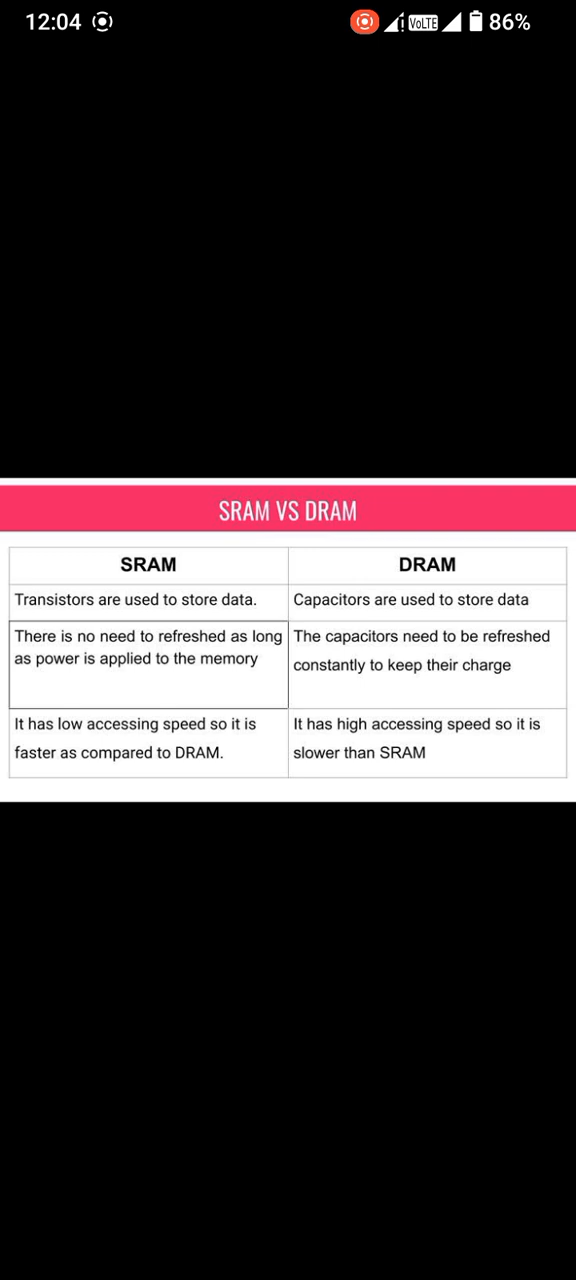 12:04
VoLTE 86%
SRAM VS DRAM
SRAM
DRAM
Transistors are used to store data.
Capacitors are used to store data
There is no need to refreshed as long
as power is applied to the memory
The capacitors need to be refreshed
constantly to keep their charge
It has low accessing speed so it is
faster as compared to DRAM.
It has high accessing speed so it is
slower than SRAM